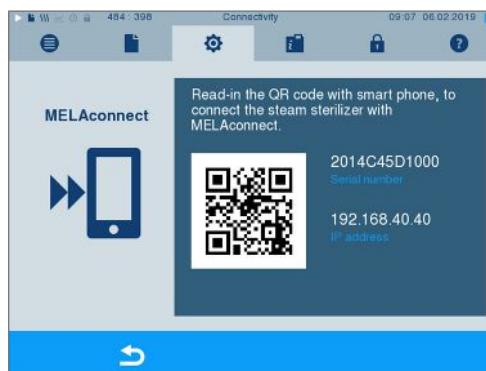 484 : 398 Connectivity 09:07 06.02.2019
MELAconnect
Read-in the QR code with smart phone, to
connect the steam sterilizer with
MELAconnect.
2014C45D1000
Serial number
192.168.40.40
IP address